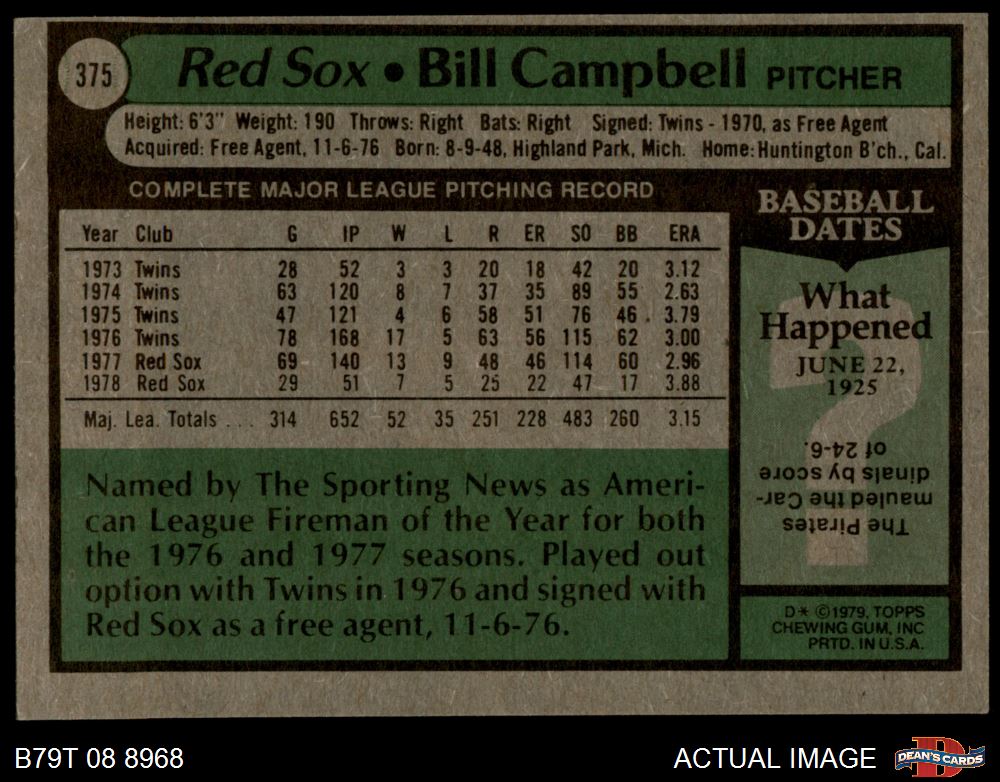 375
Red Sox • Bill Campbell PITCHER
Height: 6'3" Weight: 190 Throws: Right Bats: Right Signed: Twins - 1970, as Free Agent
Acquired: Free Agent, 11-6-76 Born: 8-9-48, Highland Park, Mich. Home: Huntington B'ch., Cal.
COMPLETE MAJOR LEAGUE PITCHING RECORD
Year Club G IP W L R ER SO BB ERA
1973 Twins 28 52 3 3 20 18 42 20 3.12
1974 Twins 63 120 8 7 37 35 89 55 2.63
1975 Twins 47 121 4 6 58 51 76 46 3.79
1976 Twins 78 168 17 5 63 56 115 62 3.00
1977 Red Sox 69 140 13 9 48 46 114 60 2.96
1978 Red Sox 29 51 7 5 25 22 47 17 3.88
Maj. Lea. Totals . . . 314 652 52 35 251 228 483 260 3.15
Named by The Sporting News as Ameri-
can League Fireman of the Year for both
the 1976 and 1977 seasons. Played out
option with Twins in 1976 and signed with
Red Sox as a free agent, 11-6-76.
BASEBALL
DATES
What
Happened
JUNE 22,
1925
?
The Pirates
mauled the Car-
dinals by score
of 24-6.
D* ©1979, TOPPS
CHEWING GUM, INC
PRTD. IN U.S.A.
B79T 08 8968
ACTUAL IMAGE
D
DEAN'S CARDS